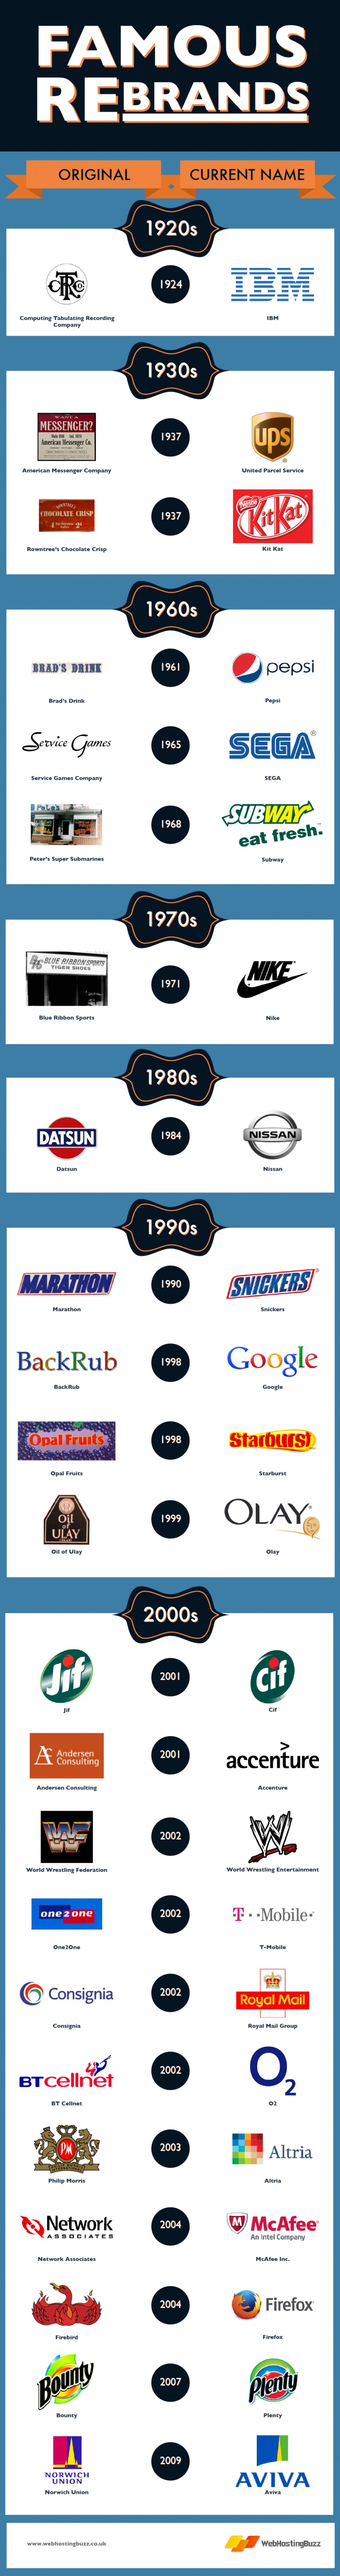 FAMOUS
REBRANDS
ORIGINAL
CURRENT NAME
1920s
CTRC
1924
IBM
Computing Tabulating Recording
Company
IBM
1930s
WANT A
MESSENGER?
American Messenger Co.
1937
ups
American Messenger Company
United Parcel Service
ROWNTREE'S
CHOCOLATE CRISP
1937
Nestlé
KitKat
Rowntree's Chocolate Crisp
Kit Kat
1960s
BRAD'S DRINK
1961
pepsi
Brad's Drink
Pepsi
Service Games
1965
SEGA®
Service Games Company
SEGA
Pete's
1968
SUBWAY
eat fresh.
Peter's Super Submarines
Subway
1970s
BLUE RIBBON SPORTS
TIGER SHOES
1971
NIKE
Blue Ribbon Sports
Nike
1980s
DATSUN
1984
NISSAN
Datsun
Nissan
1990s
MARATHON
1990
SNICKERS®
Marathon
Snickers
BackRub
1998
Google
BackRub
Google
Opal Fruits
1998
Starburst
Opal Fruits
Starburst
Oil
of
ULAY
1999
OLAY
Oil of Ulay
Olay
2000s
Jif
2001
Cif
Jif
Cif
Andersen
Consulting
2001
accenture
Andersen Consulting
Accenture
2002
World Wrestling Federation
World Wrestling Entertainment
one2one
2002
T··Mobile·
One2One
T-Mobile
Consignia
2002
Royal Mail
Consignia
Royal Mail Group
BTcellnet
2002
O2
BT Cellnet
O2
PM
2003
Altria
Philip Morris
Altria
Network
ASSOCIATES
2004
McAfee
An Intel Company
Network Associates
McAfee Inc.
2004
Firefox
Firebird
Firefox
Bounty
2007
Plenty
Bounty
Plenty
NORWICH
UNION
2009
AVIVA
Norwich Union
Aviva
www.webhostingbuzz.co.uk
WebHostingBuzz